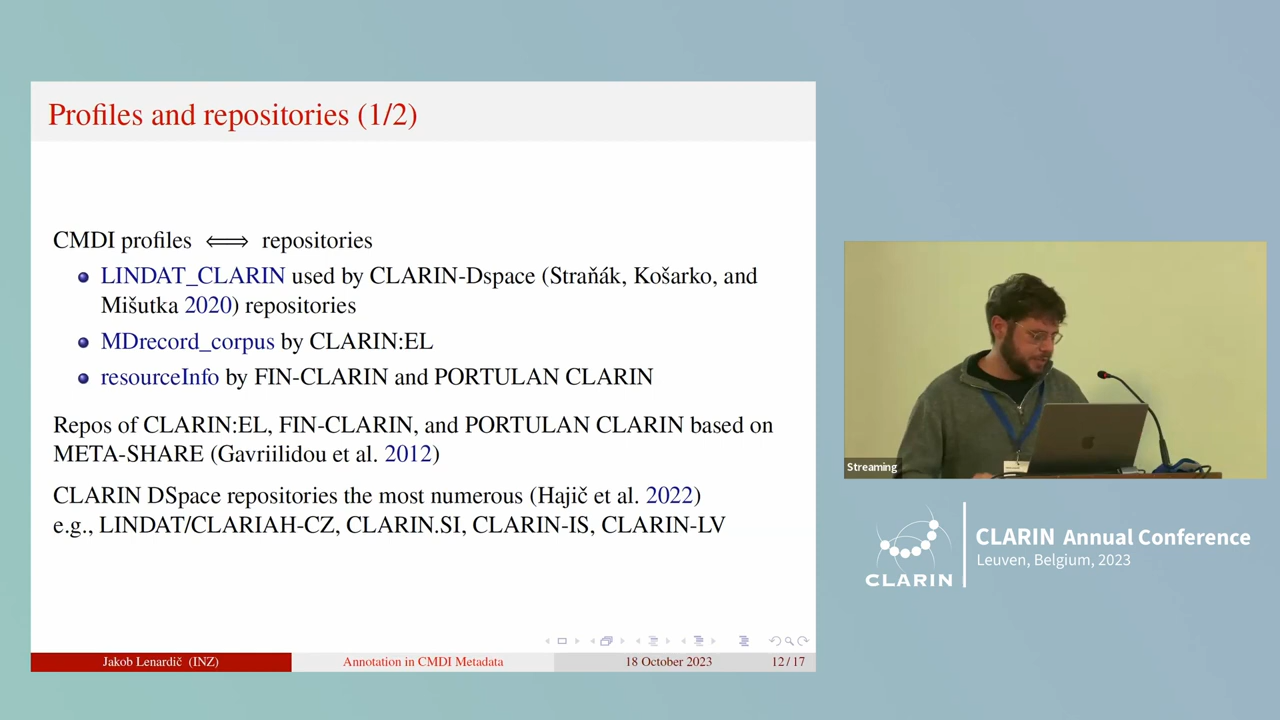 Profiles and repositories (1/2)
CMDI profiles ⟺ repositories
LINDAT_CLARIN used by CLARIN-Dspace (Straňák, Košarko, and
Mišutka 2020) repositories
MDrecord_corpus by CLARIN:EL
resourceInfo by FIN-CLARIN and PORTULAN CLARIN
Repos of CLARIN:EL, FIN-CLARIN, and PORTULAN CLARIN based on
META-SHARE (Gavriilidou et al. 2012)
CLARIN DSpace repositories the most numerous (Hajič et al. 2022)
e.g., LINDAT/CLARIAH-CZ, CLARIN.SI, CLARIN-IS, CLARIN-LV
Jakob Lenardič (INZ)
Annotation in CMDI Metadata
18 October 2023
12 / 17
Streaming
CLARIN
CLARIN Annual Conference
Leuven, Belgium, 2023